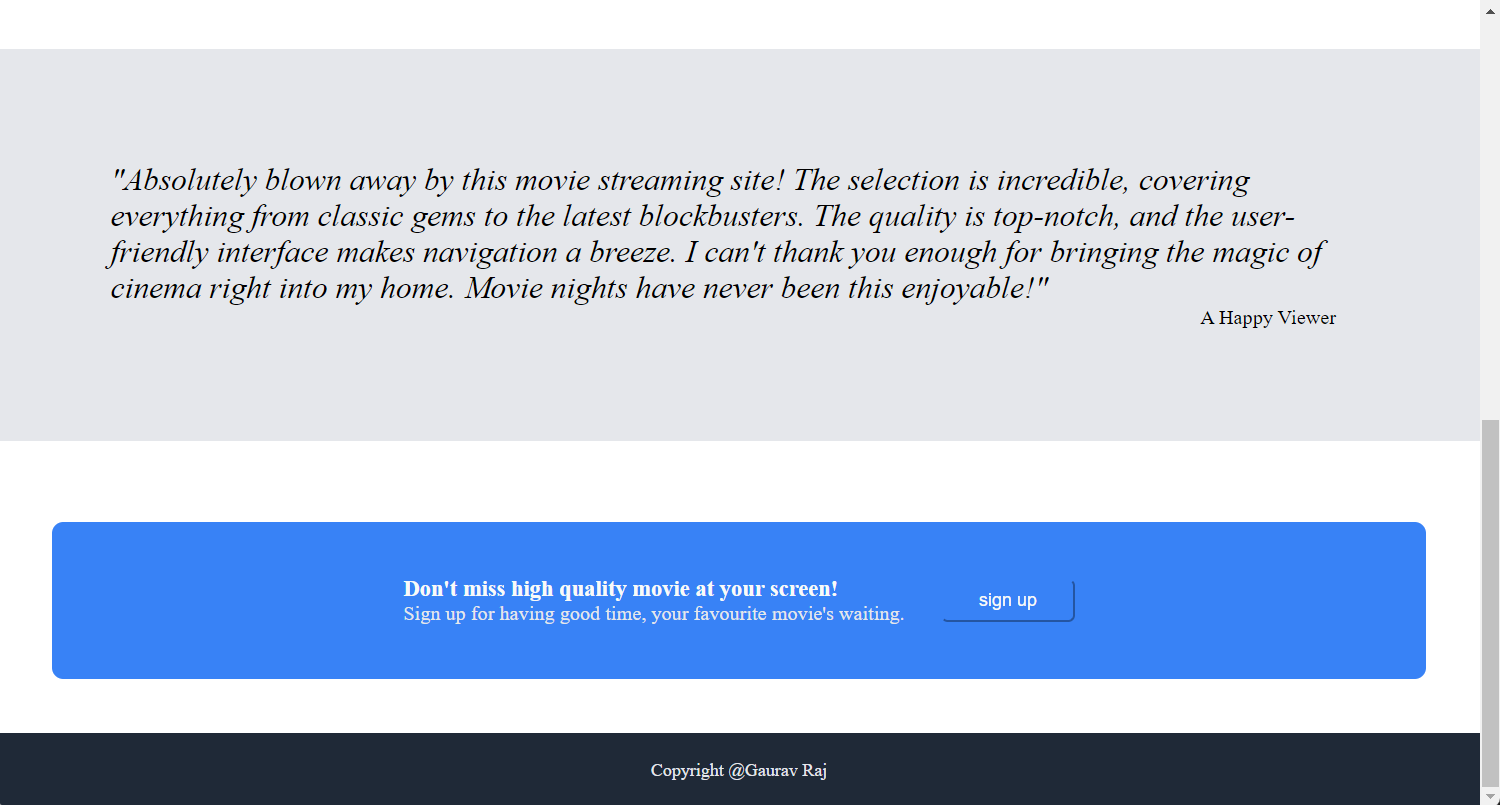 "Absolutely blown away by this movie streaming site! The selection is incredible, covering
everything from classic gems to the latest blockbusters. The quality is top-notch, and the user-
friendly interface makes navigation a breeze. I can't thank you enough for bringing the magic of
cinema right into my home. Movie nights have never been this enjoyable!"
A Happy Viewer
Don't miss high quality movie at your screen!
Sign up for having good time, your favourite movie's waiting.
sign up
Copyright @Gaurav Raj